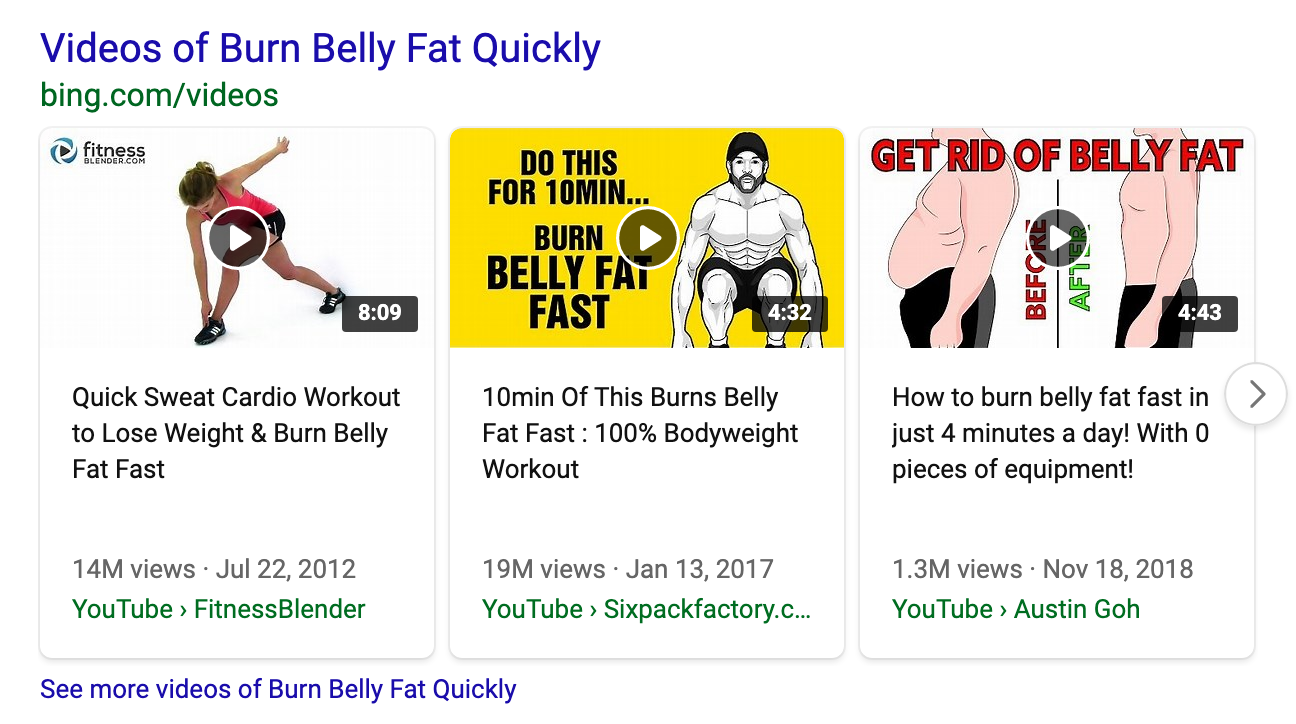 Videos of Burn Belly Fat Quickly
bing.com/videos
fitness
BLENDER.COM
8:09
Quick Sweat Cardio Workout
to Lose Weight & Burn Belly
Fat Fast
14M views · Jul 22, 2012
YouTube › FitnessBlender
DO THIS
FOR 10MIN...
BURN
BELLY FAT
FAST
4:32
10min Of This Burns Belly
Fat Fast : 100% Bodyweight
Workout
19M views · Jan 13, 2017
YouTube › Sixpackfactory.c...
GET RID OF BELLY FAT
BEFORE
AFTER
4:43
How to burn belly fat fast in
just 4 minutes a day! With 0
pieces of equipment!
1.3M views · Nov 18, 2018
YouTube › Austin Goh
See more videos of Burn Belly Fat Quickly